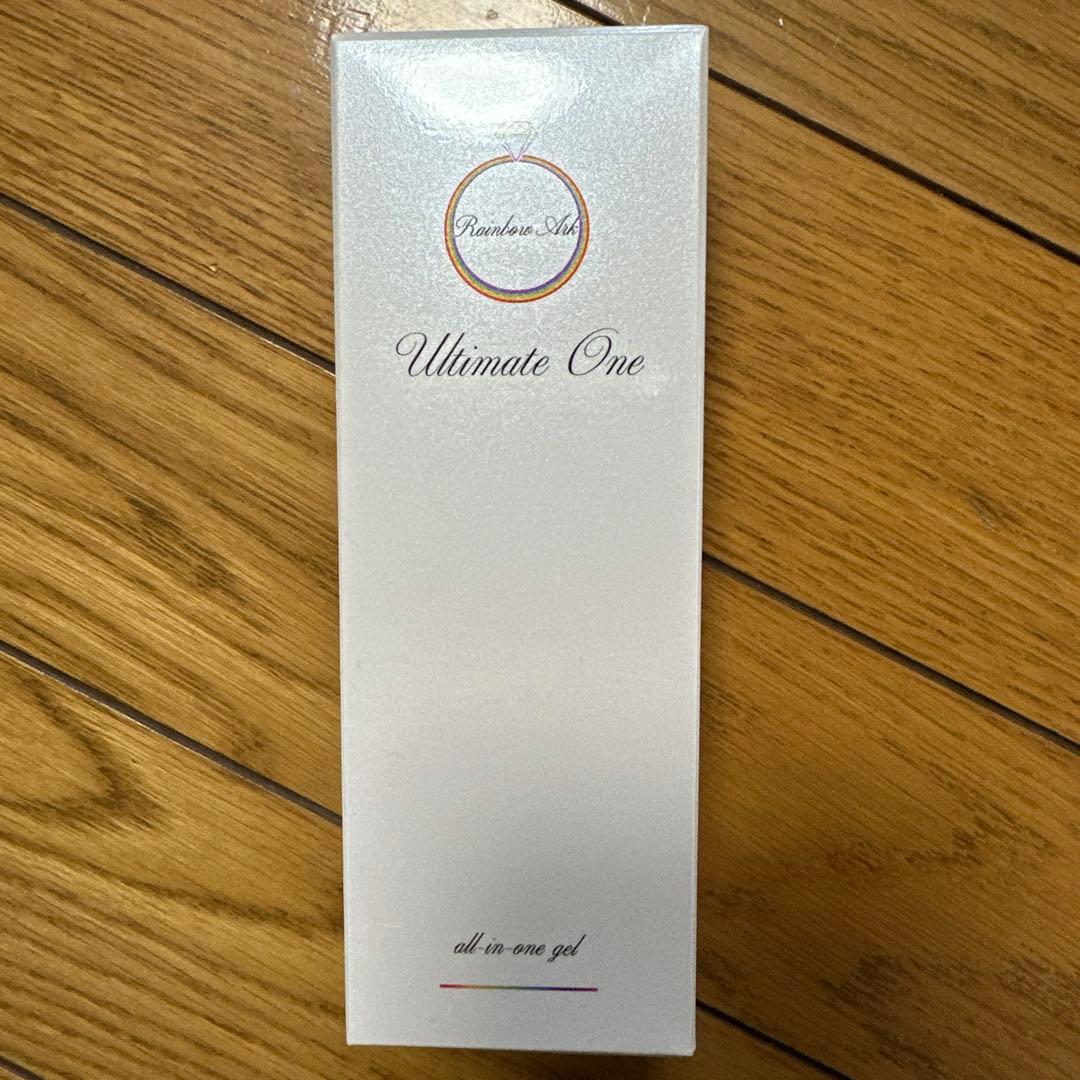 Rainbow Ark
Ultimate One
all-in-one gel